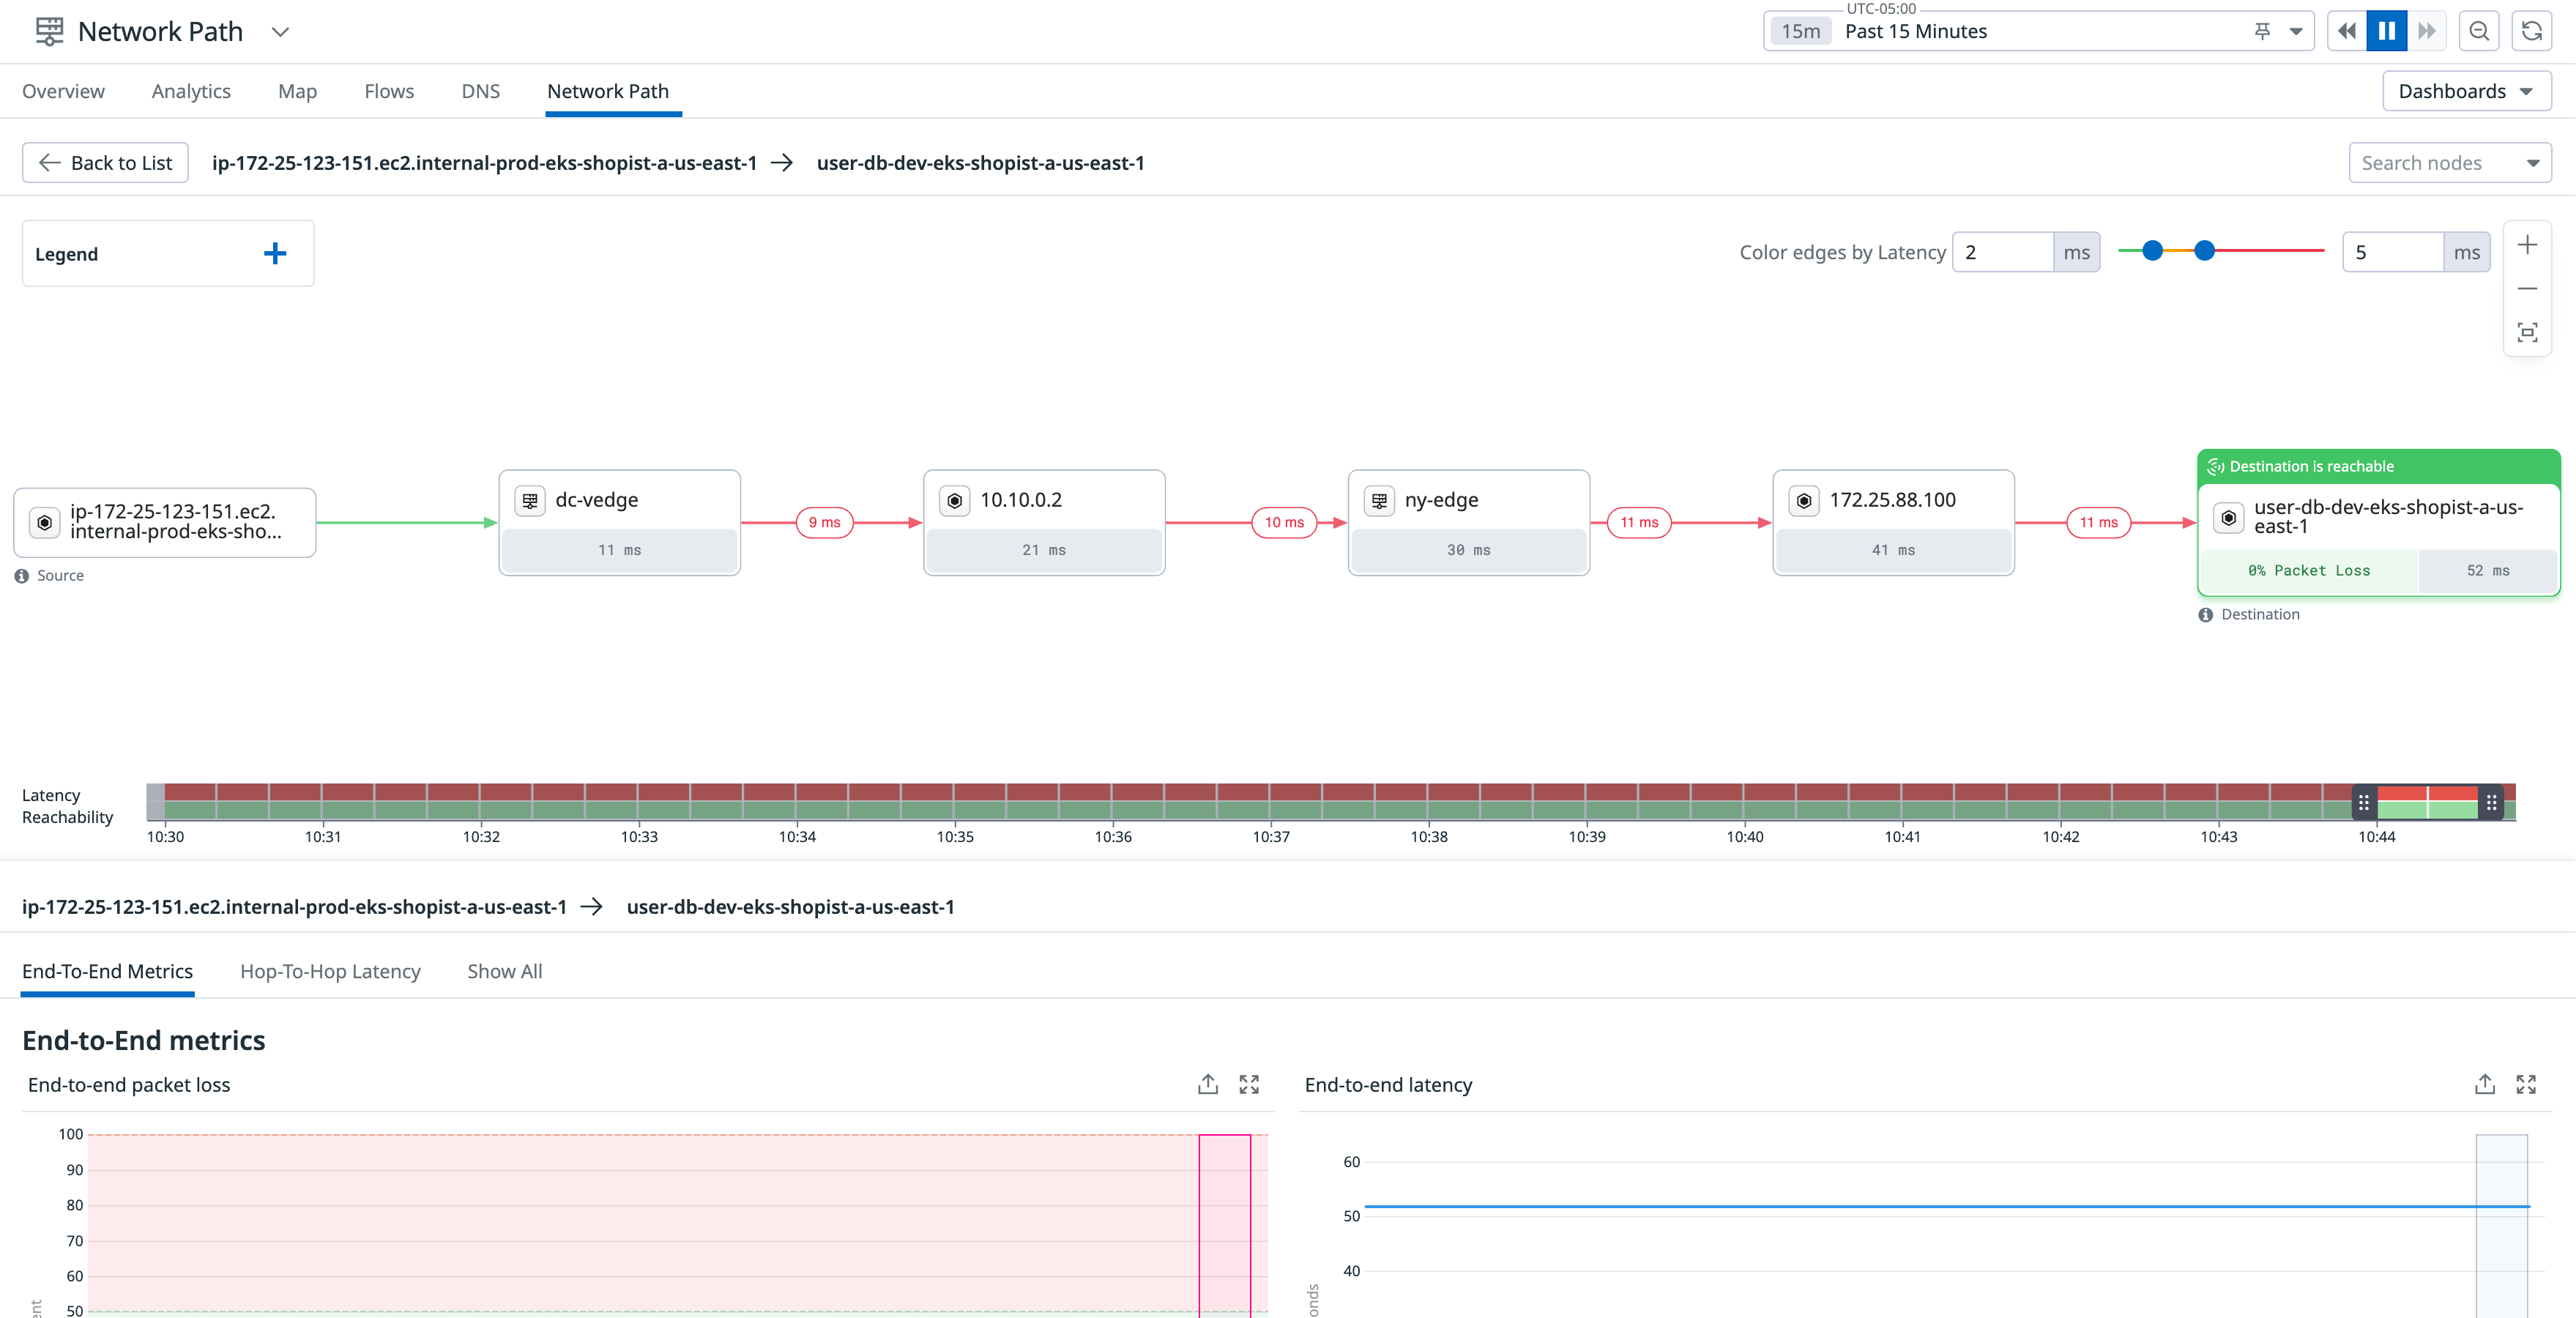 Network Path
UTC-05:00
15m Past 15 Minutes
Overview Analytics Map Flows DNS Network Path
Dashboards
Back to List
ip-172-25-123-151.ec2.internal-prod-eks-shopist-a-us-east-1 → user-db-dev-eks-shopist-a-us-east-1
Search nodes
Legend
Color edges by Latency 2 ms 5 ms
ip-172-25-123-151.ec2.
internal-prod-eks-sho...
Source
dc-vedge
11 ms
9 ms
10.10.0.2
21 ms
10 ms
ny-edge
30 ms
11 ms
172.25.88.100
41 ms
11 ms
Destination is reachable
user-db-dev-eks-shopist-a-us-
east-1
0% Packet Loss 52 ms
Destination
Latency
Reachability
10:30 10:31 10:32 10:33 10:34 10:35 10:36 10:37 10:38 10:39 10:40 10:41 10:42 10:43 10:44
ip-172-25-123-151.ec2.internal-prod-eks-shopist-a-us-east-1 → user-db-dev-eks-shopist-a-us-east-1
End-To-End Metrics Hop-To-Hop Latency Show All
End-to-End metrics
End-to-end packet loss
100
90
80
70
60
50
ent
End-to-end latency
60
50
40
onds